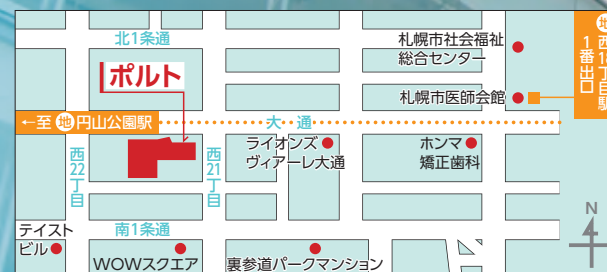 北1条通
札幌市社会福祉
総合センター
地西18丁目駅
1番出口
ポルト
札幌市医師会館
←至地円山公園駅
大通
西22丁目
西21丁目
ライオンズ
ヴィアーレ大通
ホンマ
矯正歯科
テイスト
ビル
南1条通
WOWスクエア
裏参道パークマンション
N